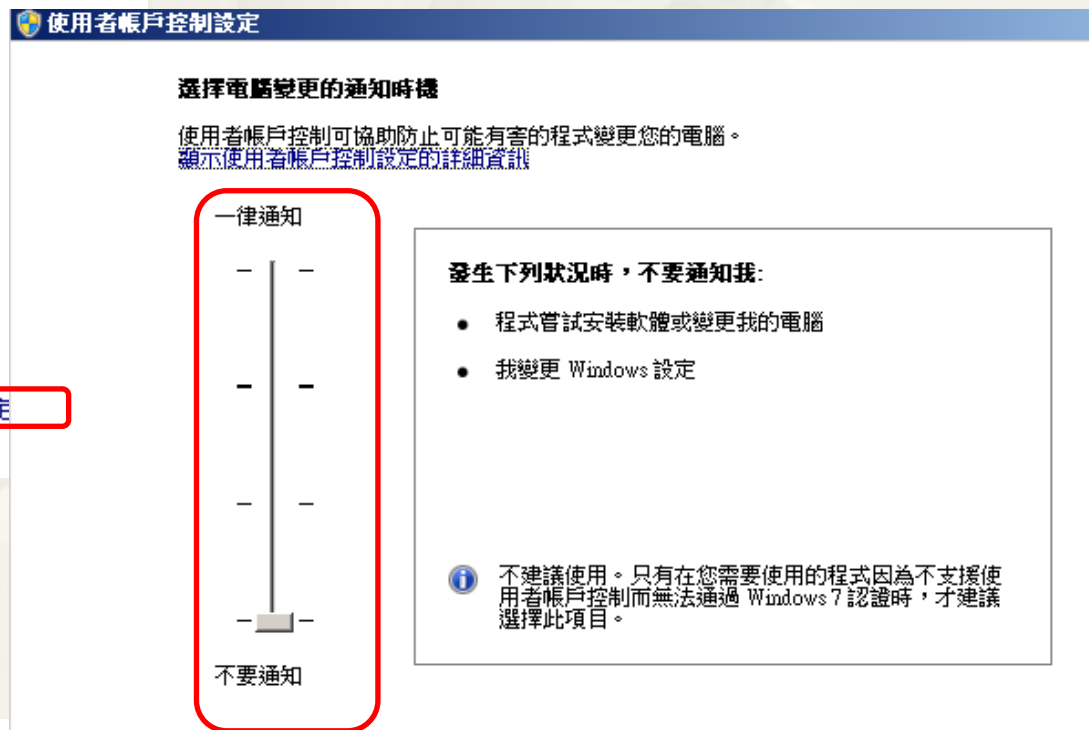 使用者帳戶控制設定
選擇電腦變更的通知時機
使用者帳戶控制可協助防止可能有害的程式變更您的電腦。
顯示使用者帳戶控制設定的詳細資訊
一律通知
發生下列狀況時，不要通知我:
● 程式嘗試安裝軟體或變更我的電腦
● 我變更 Windows 設定
不建議使用。只有在您需要使用的程式因為不支援使
用者帳戶控制而無法通過 Windows 7 認證時，才建議
選擇此項目。
不要通知